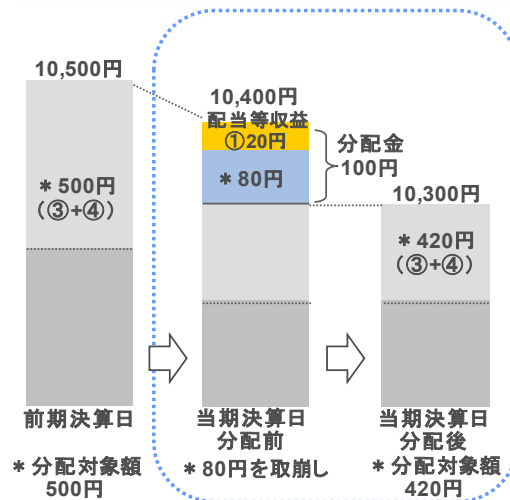 10,500円
10,400円
配当等収益
①20円
分配金
100円
＊80円
10,300円
＊500円
（③+④）
＊420円
（③+④）
前期決算日
当期決算日
分配前
当期決算日
分配後
＊分配対象額
500円
＊80円を取崩し
＊分配対象額
420円